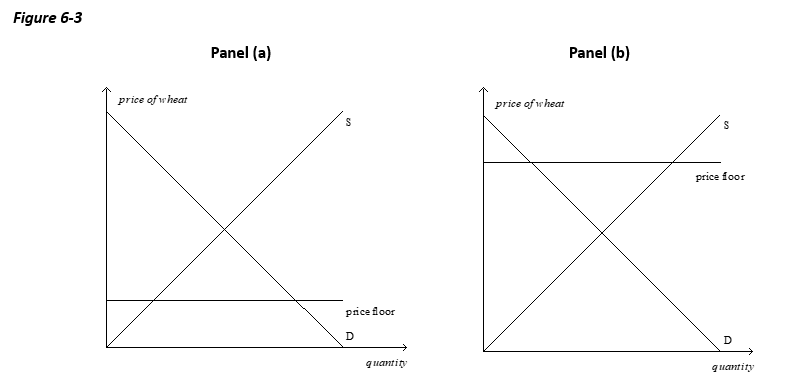 Figure 6-3
Panel (a)
price of wheat
S
price floor
D
quantity
Panel (b)
price of wheat
S
price floor
D
quantity